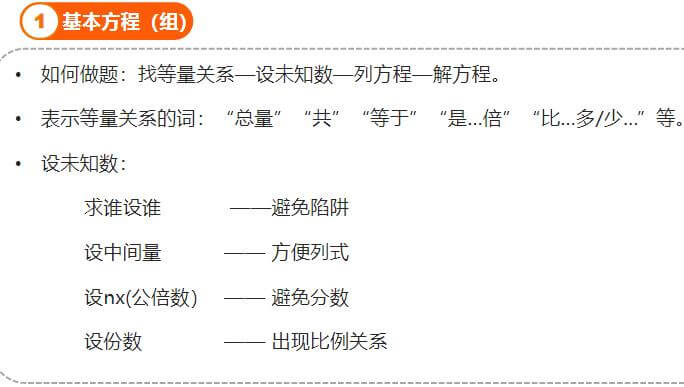 1 基本方程（组）
• 如何做题：找等量关系—设未知数—列方程—解方程。
• 表示等量关系的词：“总量”“共”“等于”“是…倍”“比…多/少…”等。
• 设未知数：
求谁设谁 ——避免陷阱
设中间量 —— 方便列式
设nx(公倍数) —— 避免分数
设份数 —— 出现比例关系